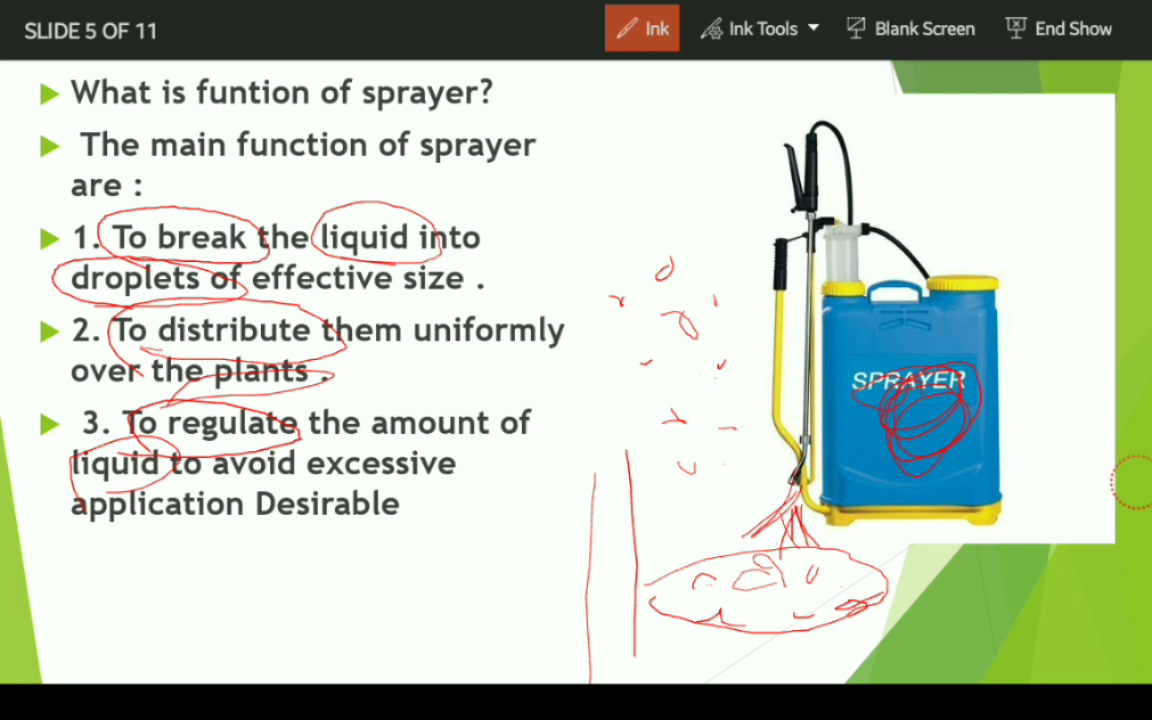 SLIDE 5 OF 11
Ink
Ink Tools
Blank Screen
End Show
What is funtion of sprayer?
The main function of sprayer
are :
1. To break the liquid into
droplets of effective size .
2. To distribute them uniformly
over the plants .
3. To regulate the amount of
liquid to avoid excessive
application Desirable
SPRAYER